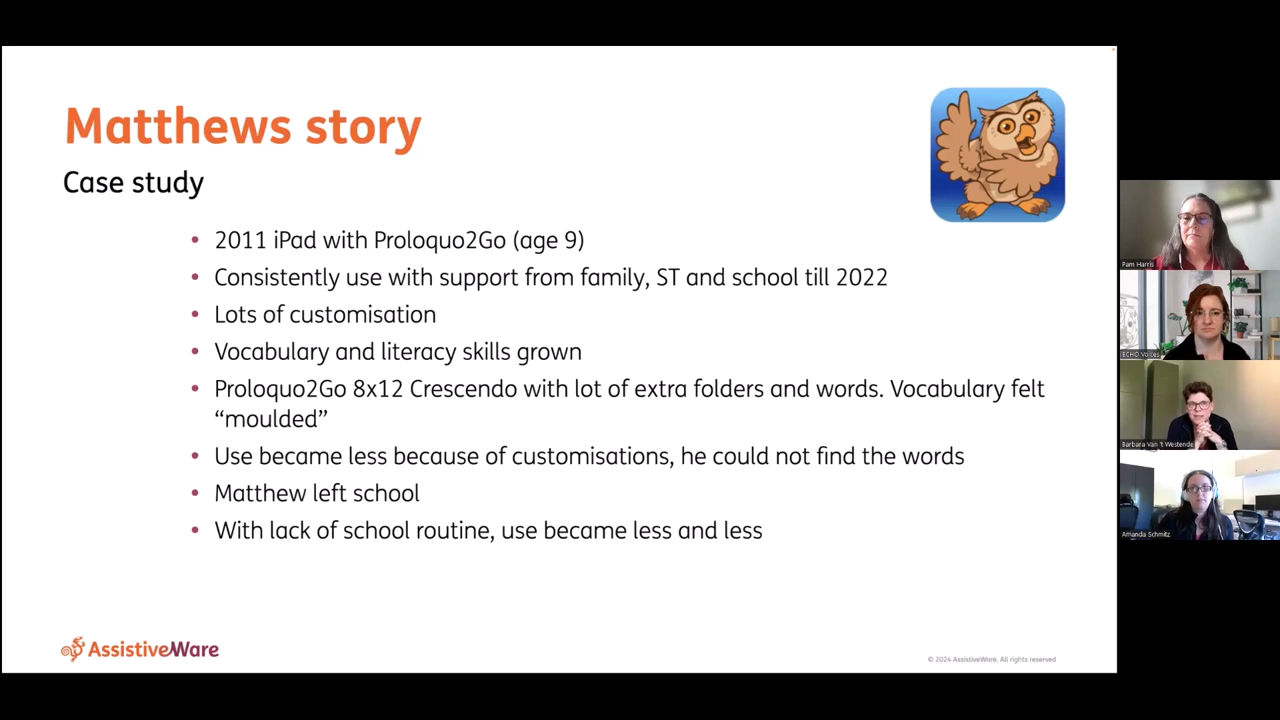 Matthews story
Case study
• 2011 iPad with Proloquo2Go (age 9)
• Consistently use with support from family, ST and school till 2022
• Lots of customisation
• Vocabulary and literacy skills grown
• Proloquo2Go 8x12 Crescendo with lot of extra folders and words. Vocabulary felt
“moulded”
• Use became less because of customisations, he could not find the words
• Matthew left school
• With lack of school routine, use became less and less
AssistiveWare
© 2024 AssistiveWare. All rights reserved
Pam Harris
ECHO Voices
Barbara Van 't Westende
Amanda Schmitz